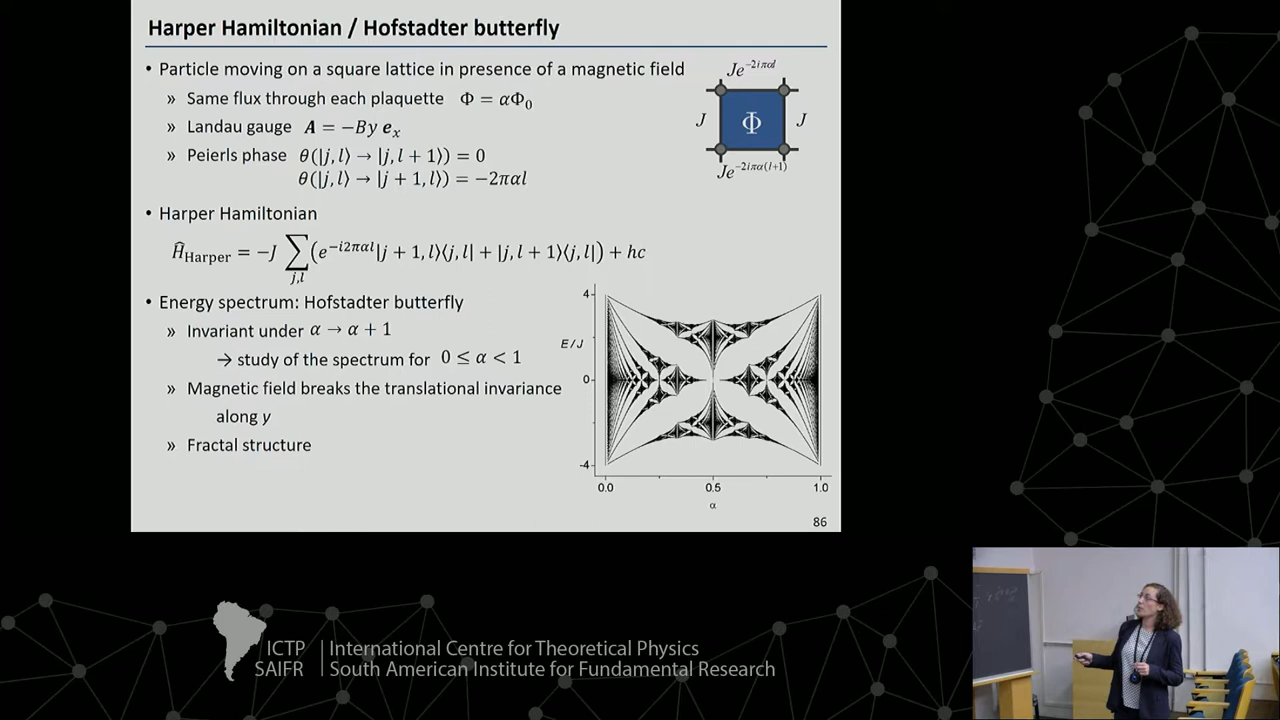 Harper Hamiltonian / Hofstadter butterfly
• Particle moving on a square lattice in presence of a magnetic field
» Same flux through each plaquette Φ = αΦ₀
» Landau gauge A = −By eₓ
» Peierls phase θ(|j, l⟩ → |j, l + 1⟩) = 0
θ(|j, l⟩ → |j + 1, l⟩) = −2παl
Je^{-2iπαl}
J
Φ
J
Je^{-2iπα(l+1)}
• Harper Hamiltonian
Ĥ_Harper = −J ∑_{j,l} (e^{−i2παl}|j + 1, l⟩⟨j, l| + |j, l + 1⟩⟨j, l|) + hc
• Energy spectrum: Hofstadter butterfly
» Invariant under α → α + 1
→ study of the spectrum for 0 ≤ α < 1
» Magnetic field breaks the translational invariance
along y
» Fractal structure
4
E/J
0
-4
0.0 0.5 1.0
α
86
ICTP International Centre for Theoretical Physics
SAIFR South American Institute for Fundamental Research